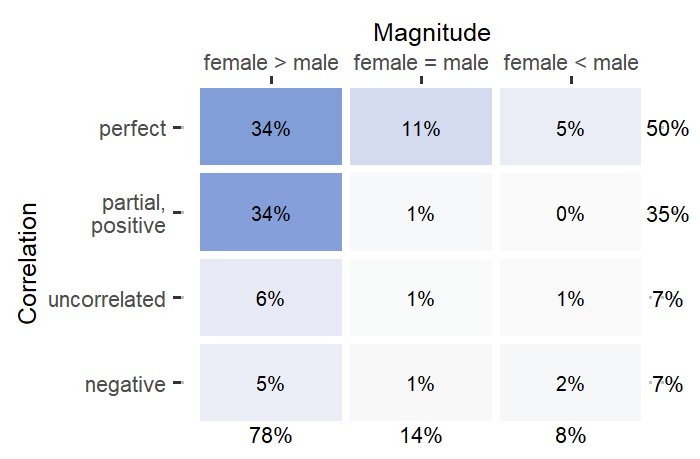 Magnitude
female > male female = male female < male
perfect 34% 11% 5% 50%
partial,
positive 34% 1% 0% 35%
uncorrelated 6% 1% 1% 7%
negative 5% 1% 2% 7%
78% 14% 8%
Correlation